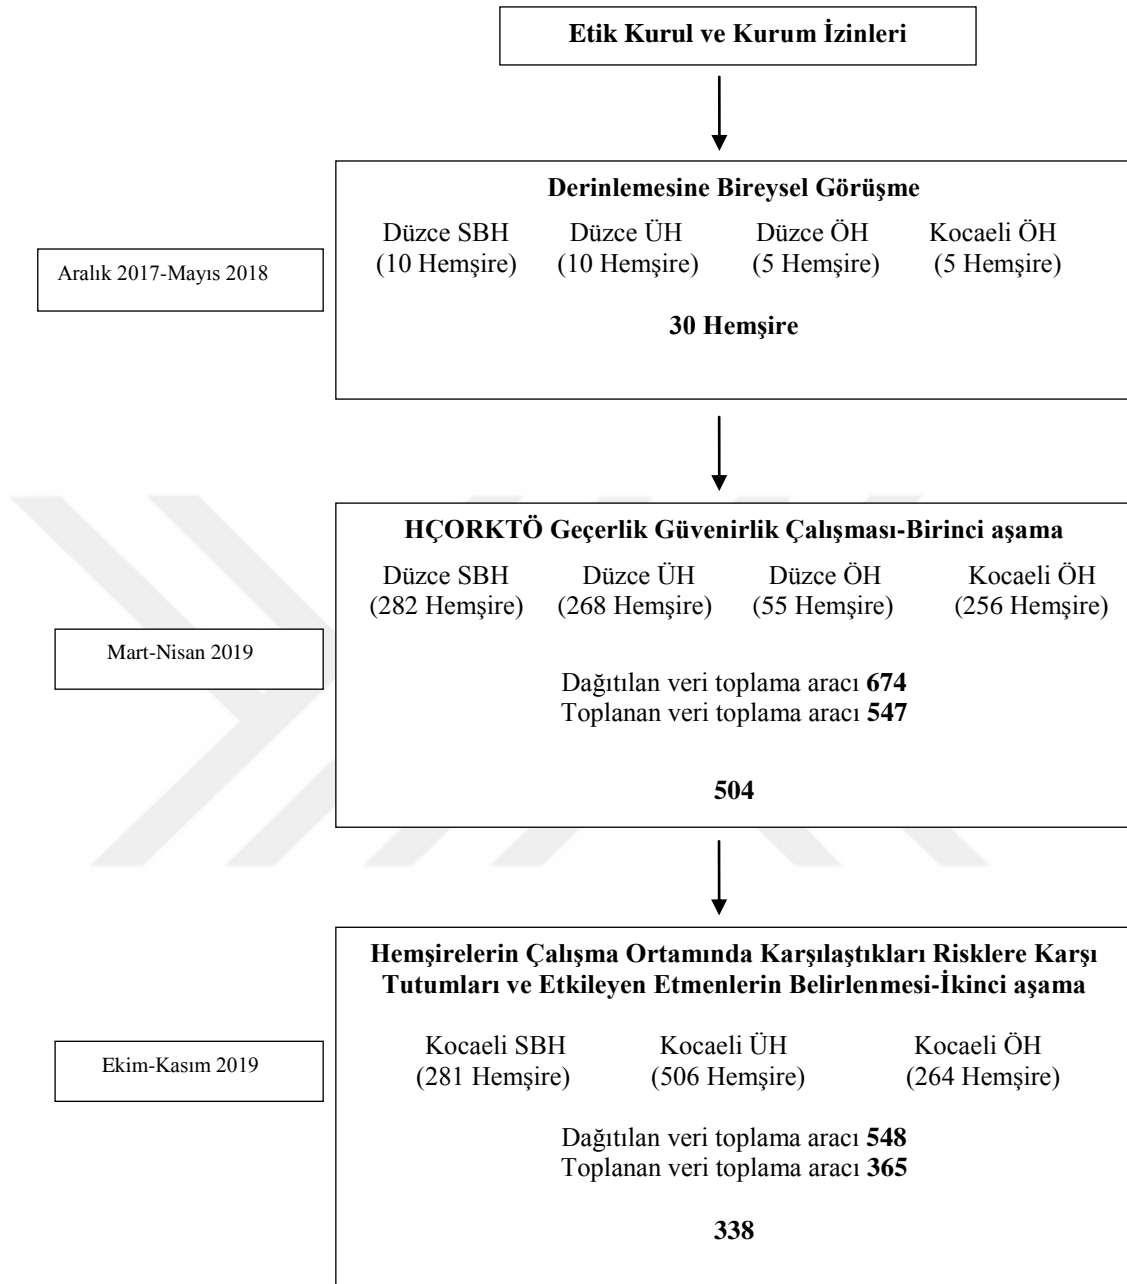 Etik Kurul ve Kurum İzinleri
Aralık 2017-Mayıs 2018
Derinlemesine Bireysel Görüşme
Düzce SBH Düzce ÜH Düzce ÖH Kocaeli ÖH
(10 Hemşire) (10 Hemşire) (5 Hemşire) (5 Hemşire)
30 Hemşire
Mart-Nisan 2019
HÇORKTÖ Geçerlik Güvenirlik Çalışması-Birinci aşama
Düzce SBH Düzce ÜH Düzce ÖH Kocaeli ÖH
(282 Hemşire) (268 Hemşire) (55 Hemşire) (256 Hemşire)
Dağıtılan veri toplama aracı 674
Toplanan veri toplama aracı 547
504
Ekim-Kasım 2019
Hemşirelerin Çalışma Ortamında Karşılaştıkları Risklere Karşı
Tutumları ve Etkileyen Etmenlerin Belirlenmesi-İkinci aşama
Kocaeli SBH Kocaeli ÜH Kocaeli ÖH
(281 Hemşire) (506 Hemşire) (264 Hemşire)
Dağıtılan veri toplama aracı 548
Toplanan veri toplama aracı 365
338